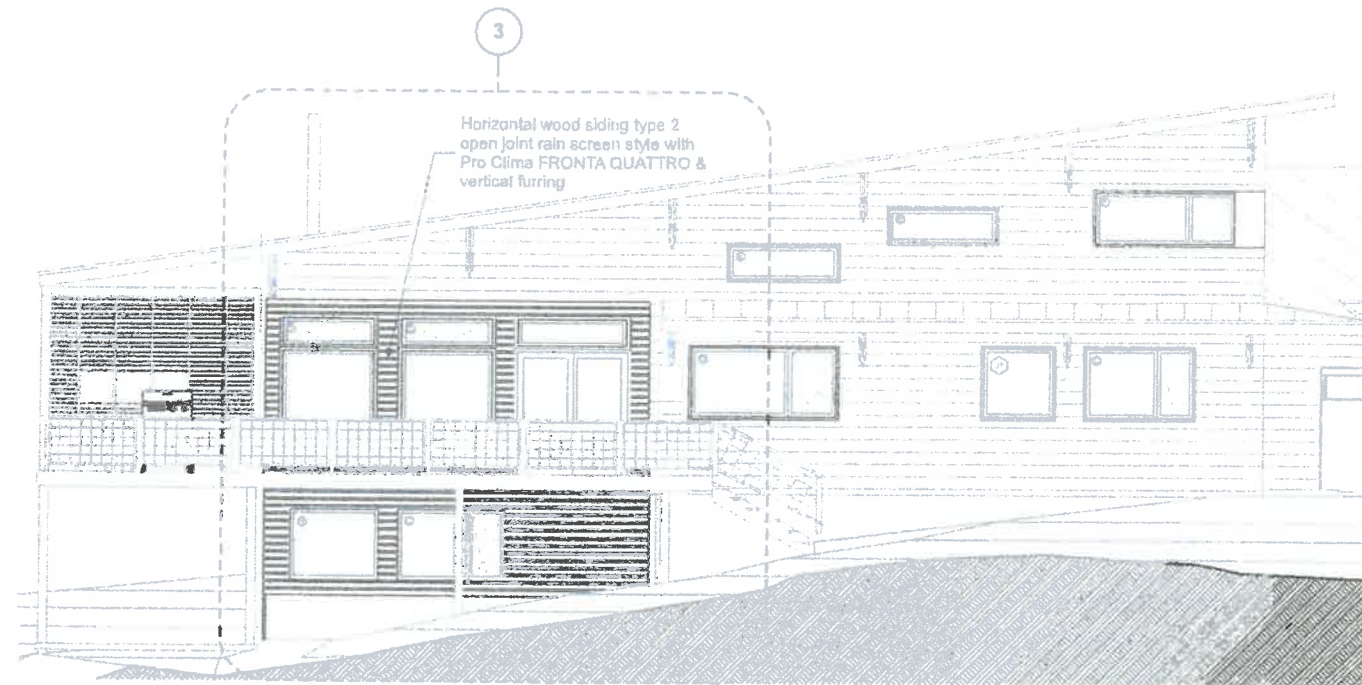 3
Horizontal wood siding type 2
open joint rain screen style with
Pro Clima FRONTA QUATTRO &
vertical furring